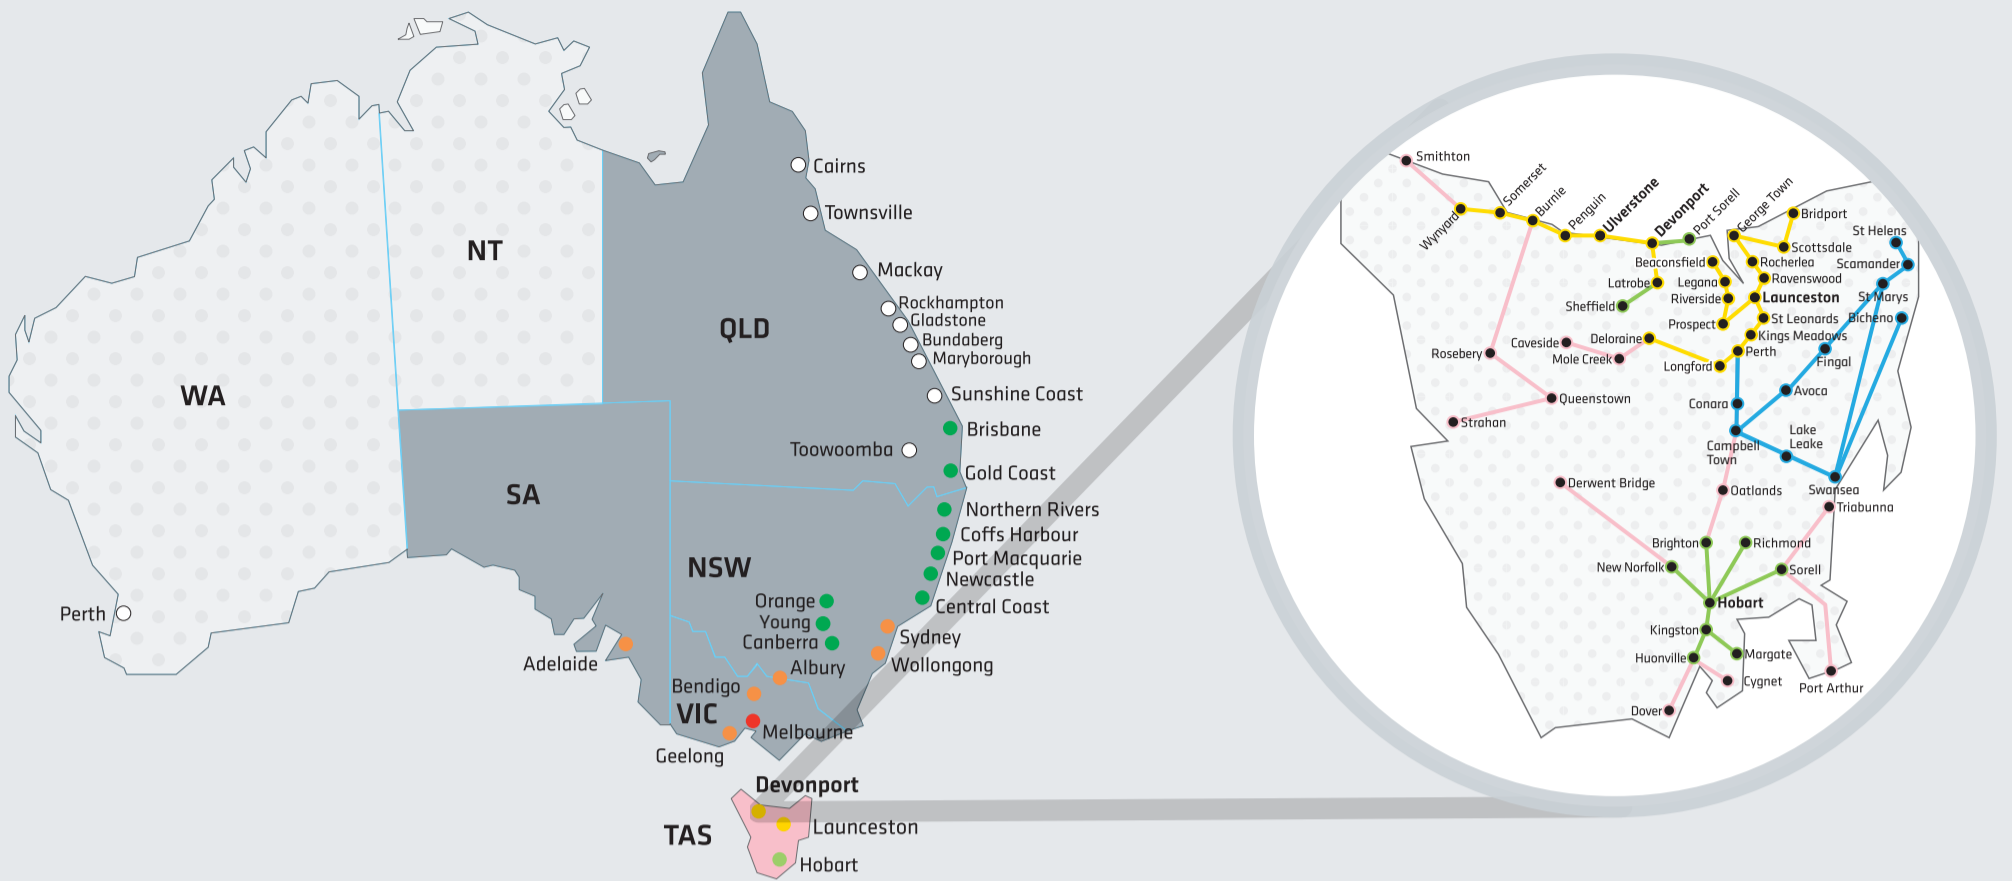 WA
NT
QLD
SA
NSW
VIC
TAS
Cairns
Townsville
Mackay
Rockhampton
Gladstone
Bundaberg
Maryborough
Sunshine Coast
Brisbane
Toowoomba
Gold Coast
Northern Rivers
Coffs Harbour
Port Macquarie
Newcastle
Central Coast
Orange
Young
Canberra
Sydney
Wollongong
Albury
Perth
Adelaide
Bendigo
Melbourne
Geelong
Devonport
Launceston
Hobart
Smithton
Wynyard
Somerset
Burnie
Penguin
Ulverstone
Devonport
Port Sorell
George Town
Bridport
St Helens
Scottsdale
Scamander
Beaconsfield
Rocherlea
Latrobe
Legana
Ravenswood
Sheffield
Riverside
Launceston
St Marys
Prospect
St Leonards
Bicheno
Deloraine
Kings Meadows
Caveside
Mole Creek
Perth
Fingal
Rosebery
Longford
Queenstown
Conara
Avoca
Strahan
Campbell
Town
Lake
Leake
Derwent Bridge
Oatlands
Swansea
Triabunna
Brighton
Richmond
New Norfolk
Sorell
Hobart
Kingston
Huonville
Margate
Cygnet
Port Arthur
Dover